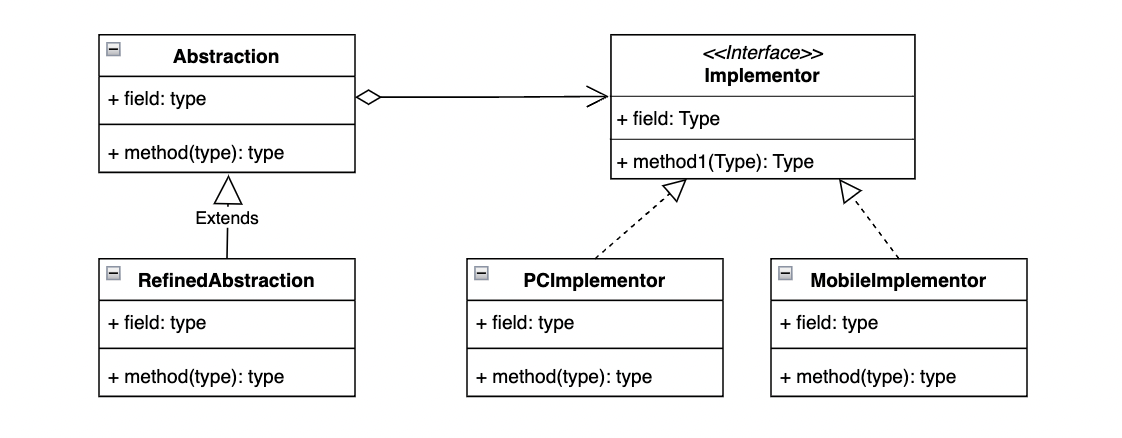 Abstraction
+ field: type
+ method(type): type
<<Interface>>
Implementor
+ field: Type
+ method1(Type): Type
Extends
RefinedAbstraction
+ field: type
+ method(type): type
PCImplementor
+ field: type
+ method(type): type
MobileImplementor
+ field: type
+ method(type): type